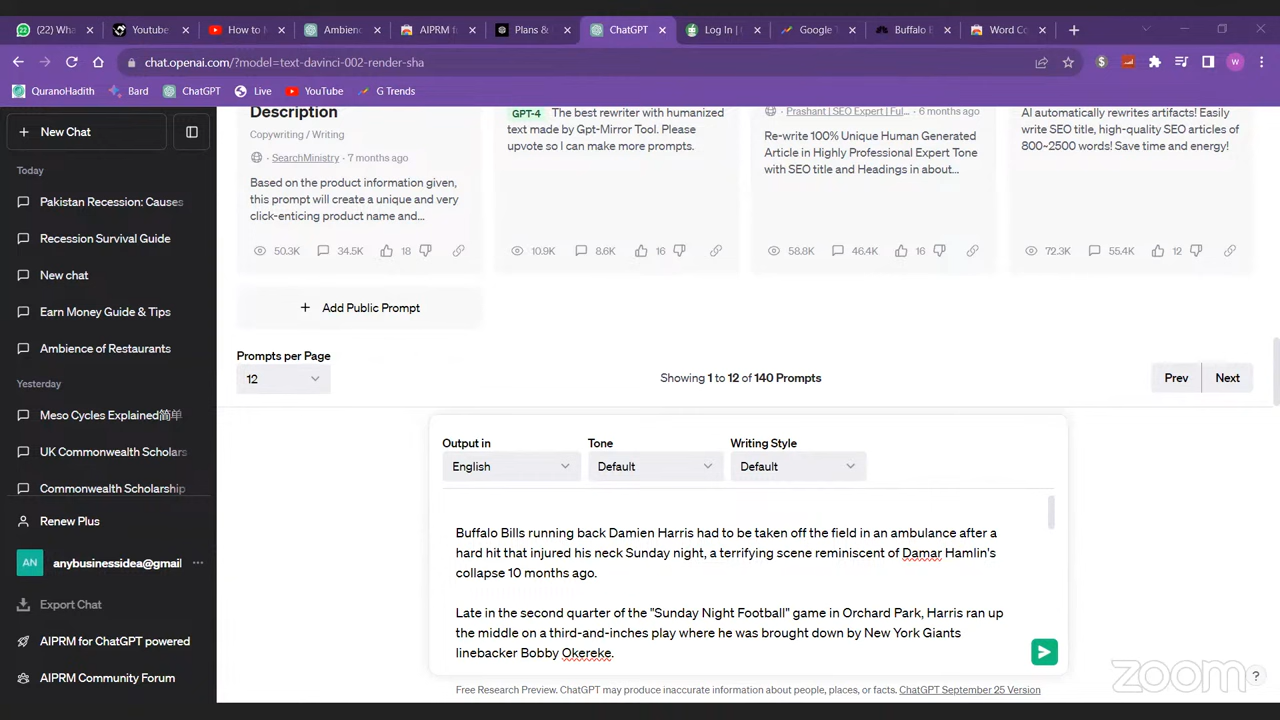 (22) Wha
Youtube
How to M
Ambienc
AIPRM f
Plans &
ChatGPT
Log In |
Google T
Buffalo B
Word Co
chat.openai.com/?model=text-davinci-002-render-sha
QuranoHadith
Bard
ChatGPT
Live
YouTube
G Trends
New Chat
Today
Pakistan Recession: Causes
Recession Survival Guide
New chat
Earn Money Guide & Tips
Ambience of Restaurants
Yesterday
Meso Cycles Explained简单
UK Commonwealth Scholars
Commonwealth Scholarship
Renew Plus
AN anybusinessidea@gmail
Export Chat
AIPRM for ChatGPT powered
AIPRM Community Forum
Description
Copywriting / Writing
SearchMinistry - 7 months ago
Based on the product information given,
this prompt will create a unique and very
click-enticing product name and...
50.3K 34.5K 18
GPT-4 The best rewriter with humanized
text made by Gpt-Mirror Tool. Please
upvote so I can make more prompts.
10.9K 8.6K 16
Prashant | SEO Expert | Ful... - 6 months ago
Re-write 100% Unique Human Generated
Article in Highly Professional Expert Tone
with SEO title and Headings in about...
58.8K 46.4K 16
AI automatically rewrites artifacts! Easily
write SEO title, high-quality SEO articles of
800~2500 words! Save time and energy!
72.3K 55.4K 12
+ Add Public Prompt
Prompts per Page
12
Showing 1 to 12 of 140 Prompts
Prev
Next
Output in
Tone
Writing Style
English
Default
Default
Buffalo Bills running back Damien Harris had to be taken off the field in an ambulance after a
hard hit that injured his neck Sunday night, a terrifying scene reminiscent of Damar Hamlin's
collapse 10 months ago.
Late in the second quarter of the "Sunday Night Football" game in Orchard Park, Harris ran up
the middle on a third-and-inches play where he was brought down by New York Giants
linebacker Bobby Okereke.
Free Research Preview. ChatGPT may produce inaccurate information about people, places, or facts. ChatGPT September 25 Version
zoom
?